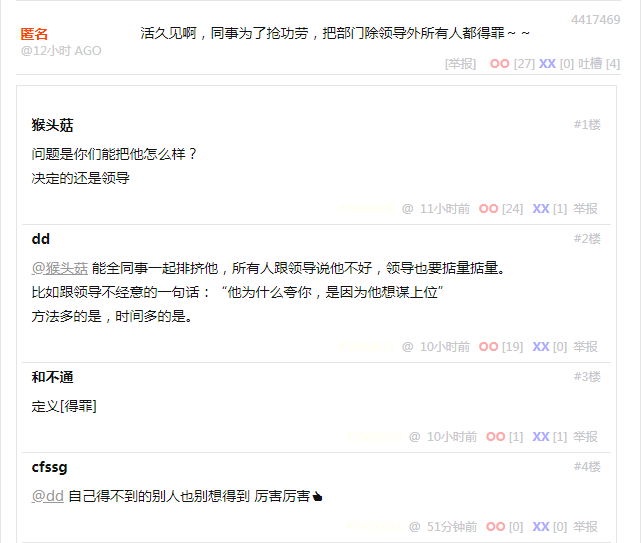 4417469
匿名
活久见啊，同事为了抢功劳，把部门除领导外所有人都得罪～～
@12小时 AGO
[举报] OO [27] XX [0] 吐槽 [4]
猴头菇 #1楼
问题是你们能把他怎么样？
决定的还是领导
@ 11小时前 OO [24] XX [1] 举报
dd #2楼
@猴头菇 能全同事一起排挤他，所有人跟领导说他不好，领导也要掂量掂量。
比如跟领导不经意的一句话：“他为什么夸你，是因为他想谋上位”
方法多的是，时间多的是。
@ 10小时前 OO [19] XX [0] 举报
和不通 #3楼
定义[得罪]
@ 10小时前 OO [1] XX [1] 举报
cfssg #4楼
@dd 自己得不到的别人也别想得到 厉害厉害
@ 51分钟前 OO [0] XX [0] 举报